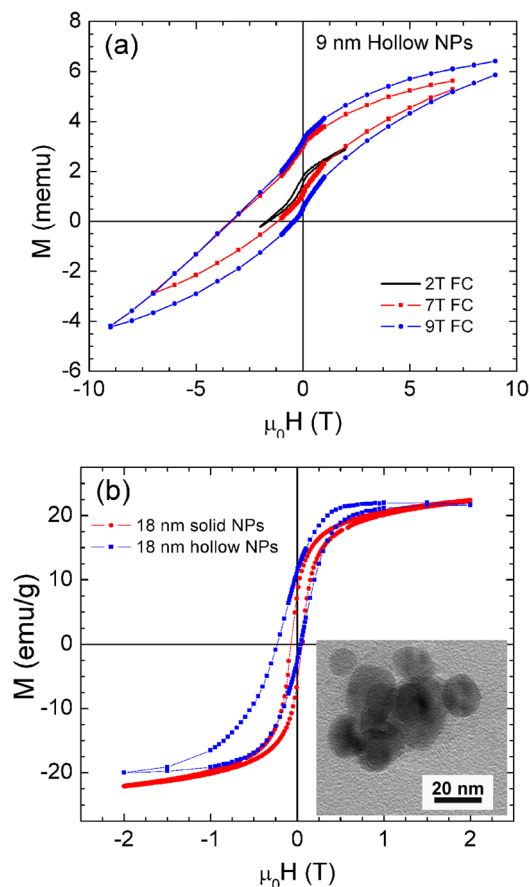 (a)
9 nm Hollow NPs
M (memu)
6
4
2
0
-2
-4
-6
2T FC
7T FC
9T FC
-10
-5
0
5
10
μ₀H (T)
(b)
18 nm solid NPs
18 nm hollow NPs
M (emu/g)
20
10
0
-10
-20
20 nm
-2
-1
0
1
2
μ₀H (T)